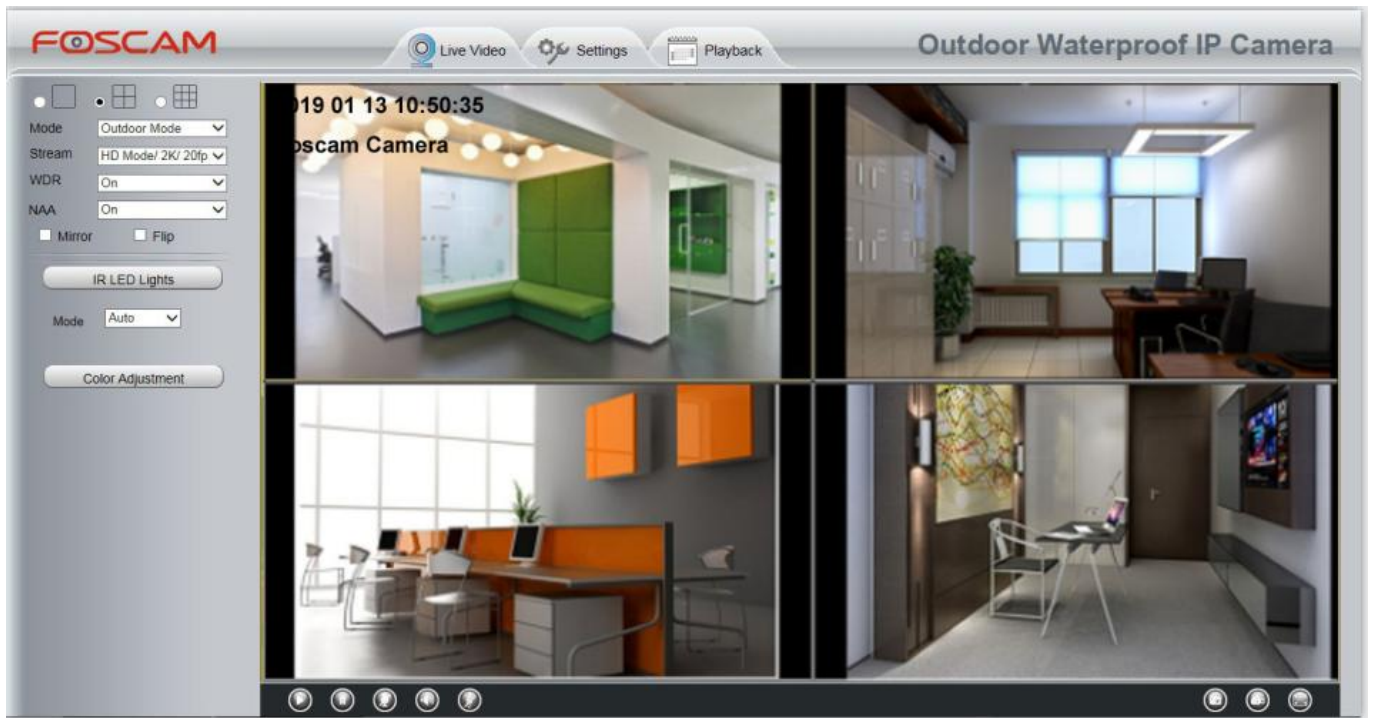 FOSCAM
Live Video
Settings
Playback
Outdoor Waterproof IP Camera
Mode
Outdoor Mode
Stream
HD Mode/ 2K/ 20fp
WDR
On
NAA
On
Mirror
Flip
IR LED Lights
Mode
Auto
Color Adjustment
019 01 13 10:50:35
oscam Camera